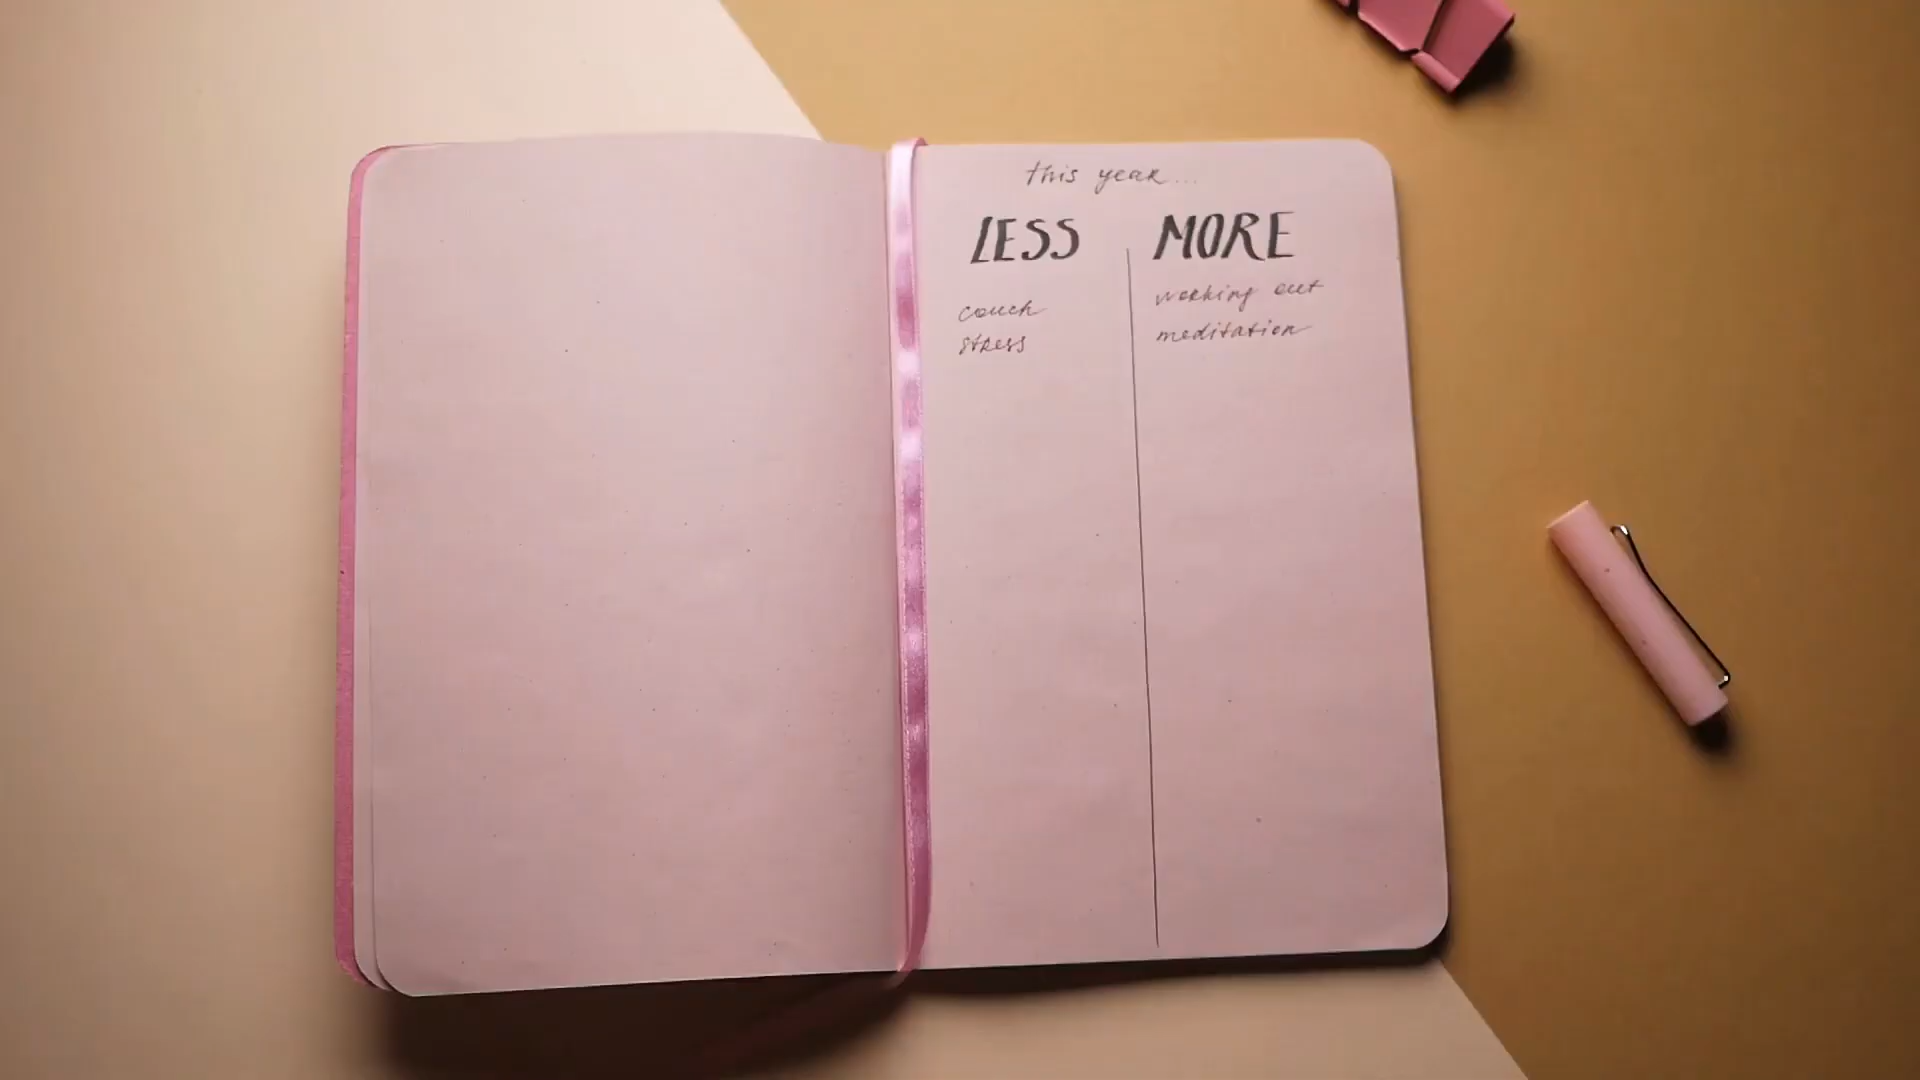 this year...
LESS
MORE
couch
stress
working out
meditation